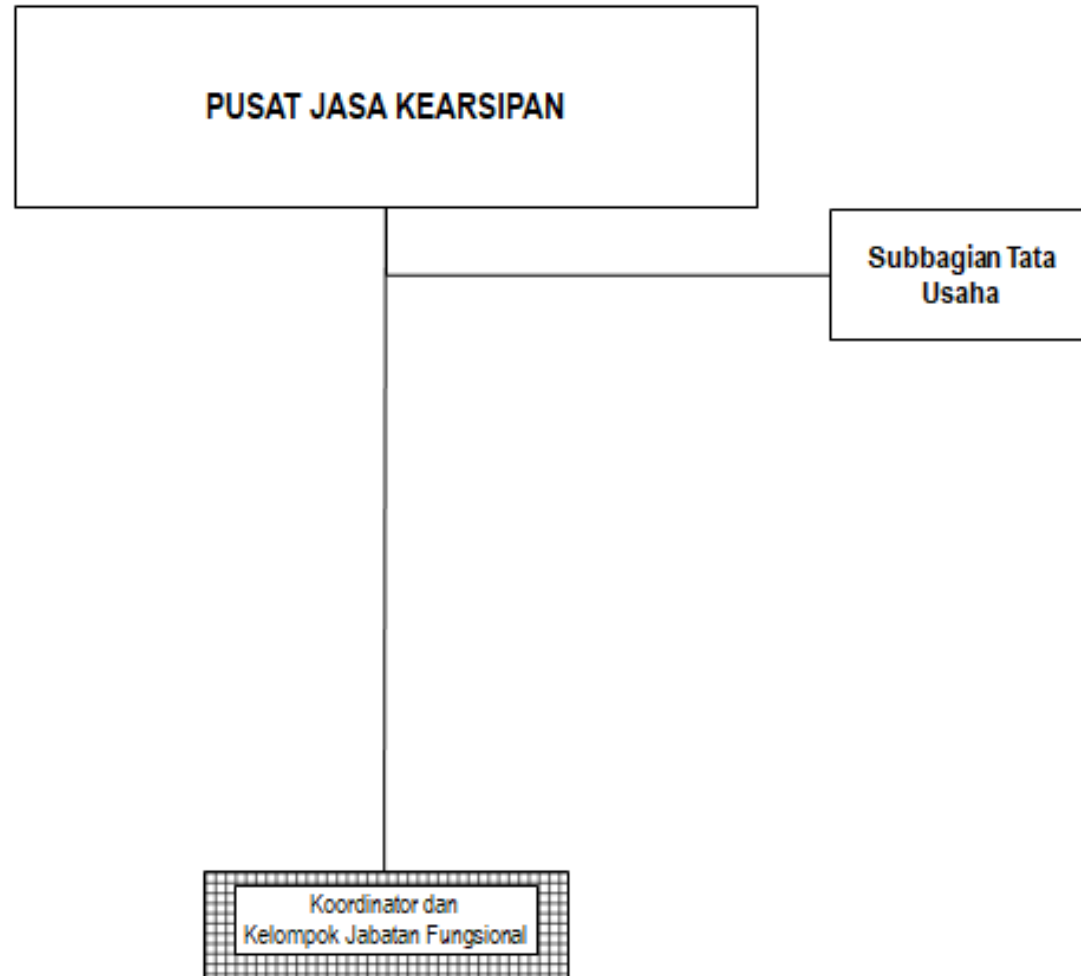 PUSAT JASA KEARSIPAN
Subbagian Tata
Usaha
Koordinator dan
Kelompok Jabatan Fungsional